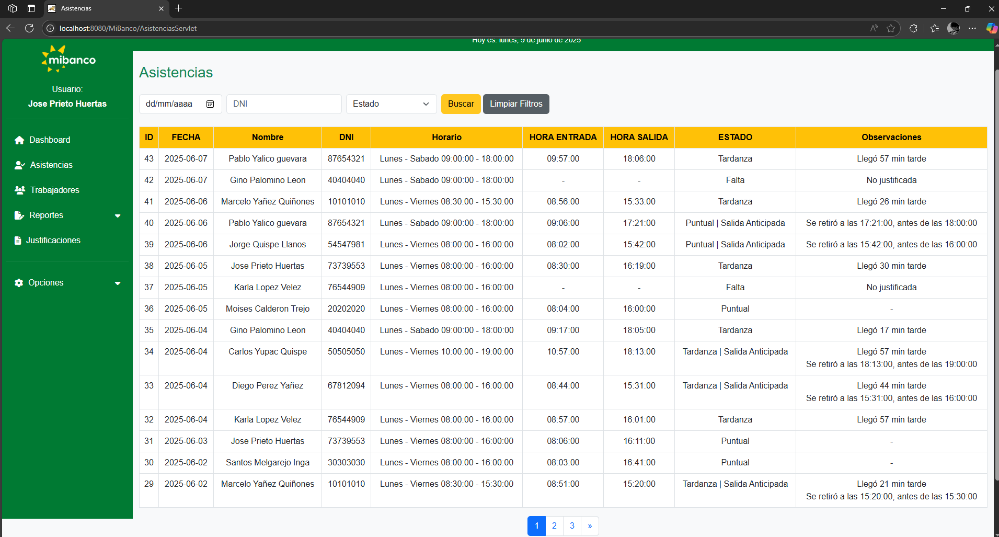 Asistencias
localhost:8080/MiBanco/AsistenciasServlet
Hoy es: lunes, 9 de junio de 2025
mibanco
Usuario:
Jose Prieto Huertas
Dashboard
Asistencias
Trabajadores
Reportes
Justificaciones
Opciones
Asistencias
dd/mm/aaaa DNI Estado Buscar Limpiar Filtros
ID FECHA Nombre DNI Horario HORA ENTRADA HORA SALIDA ESTADO Observaciones
43 2025-06-07 Pablo Yalico guevara 87654321 Lunes - Sabado 09:00:00 - 18:00:00 09:57:00 18:06:00 Tardanza Llegó 57 min tarde
42 2025-06-07 Gino Palomino Leon 40404040 Lunes - Sabado 09:00:00 - 18:00:00 - - Falta No justificada
41 2025-06-06 Marcelo Yañez Quiñones 10101010 Lunes - Viernes 08:30:00 - 15:30:00 08:56:00 15:33:00 Tardanza Llegó 26 min tarde
40 2025-06-06 Pablo Yalico guevara 87654321 Lunes - Sabado 09:00:00 - 18:00:00 09:06:00 17:21:00 Puntual | Salida Anticipada Se retiró a las 17:21:00, antes de las 18:00:00
39 2025-06-06 Jorge Quispe Llanos 54547981 Lunes - Viernes 08:00:00 - 16:00:00 08:02:00 15:42:00 Puntual | Salida Anticipada Se retiró a las 15:42:00, antes de las 16:00:00
38 2025-06-05 Jose Prieto Huertas 73739553 Lunes - Viernes 08:00:00 - 16:00:00 08:30:00 16:19:00 Tardanza Llegó 30 min tarde
37 2025-06-05 Karla Lopez Velez 76544909 Lunes - Viernes 08:00:00 - 16:00:00 - - Falta No justificada
36 2025-06-05 Moises Calderon Trejo 20202020 Lunes - Viernes 08:00:00 - 16:00:00 08:04:00 16:00:00 Puntual -
35 2025-06-04 Gino Palomino Leon 40404040 Lunes - Sabado 09:00:00 - 18:00:00 09:17:00 18:05:00 Tardanza Llegó 17 min tarde
34 2025-06-04 Carlos Yupac Quispe 50505050 Lunes - Viernes 10:00:00 - 19:00:00 10:57:00 18:13:00 Tardanza | Salida Anticipada Llegó 57 min tarde
Se retiró a las 18:13:00, antes de las 19:00:00
33 2025-06-04 Diego Perez Yañez 67812094 Lunes - Viernes 08:00:00 - 16:00:00 08:44:00 15:31:00 Tardanza | Salida Anticipada Llegó 44 min tarde
Se retiró a las 15:31:00, antes de las 16:00:00
32 2025-06-04 Karla Lopez Velez 76544909 Lunes - Viernes 08:00:00 - 16:00:00 08:57:00 16:01:00 Tardanza Llegó 57 min tarde
31 2025-06-03 Jose Prieto Huertas 73739553 Lunes - Viernes 08:00:00 - 16:00:00 08:06:00 16:11:00 Puntual -
30 2025-06-02 Santos Melgarejo Inga 30303030 Lunes - Viernes 08:00:00 - 16:00:00 08:03:00 16:41:00 Puntual -
29 2025-06-02 Marcelo Yañez Quiñones 10101010 Lunes - Viernes 08:30:00 - 15:30:00 08:51:00 15:20:00 Tardanza | Salida Anticipada Llegó 21 min tarde
Se retiró a las 15:20:00, antes de las 15:30:00
1 2 3 »